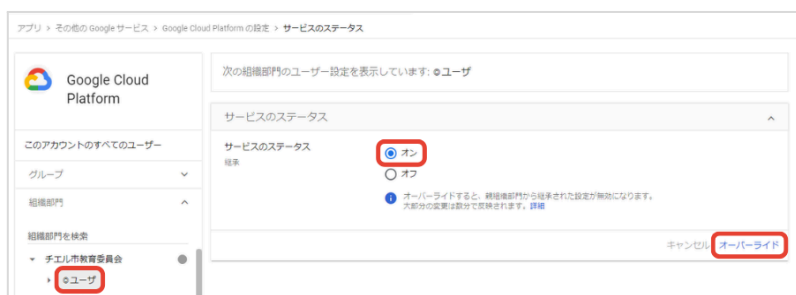 アプリ > その他の Google サービス > Google Cloud Platform の設定 > サービスのステータス
Google Cloud
Platform
次の組織部門のユーザー設定を表示しています: ユーザ
サービスのステータス
このアカウントのすべてのユーザー
サービスのステータス
継承
オン
オフ
グループ
オーバーライドすると、親組織部門から継承された設定が無効になります。
大部分の変更は数分で反映されます。詳細
組織部門
組織部門を検索
キャンセル オーバーライド
チエル市教育委員会
ユーザ